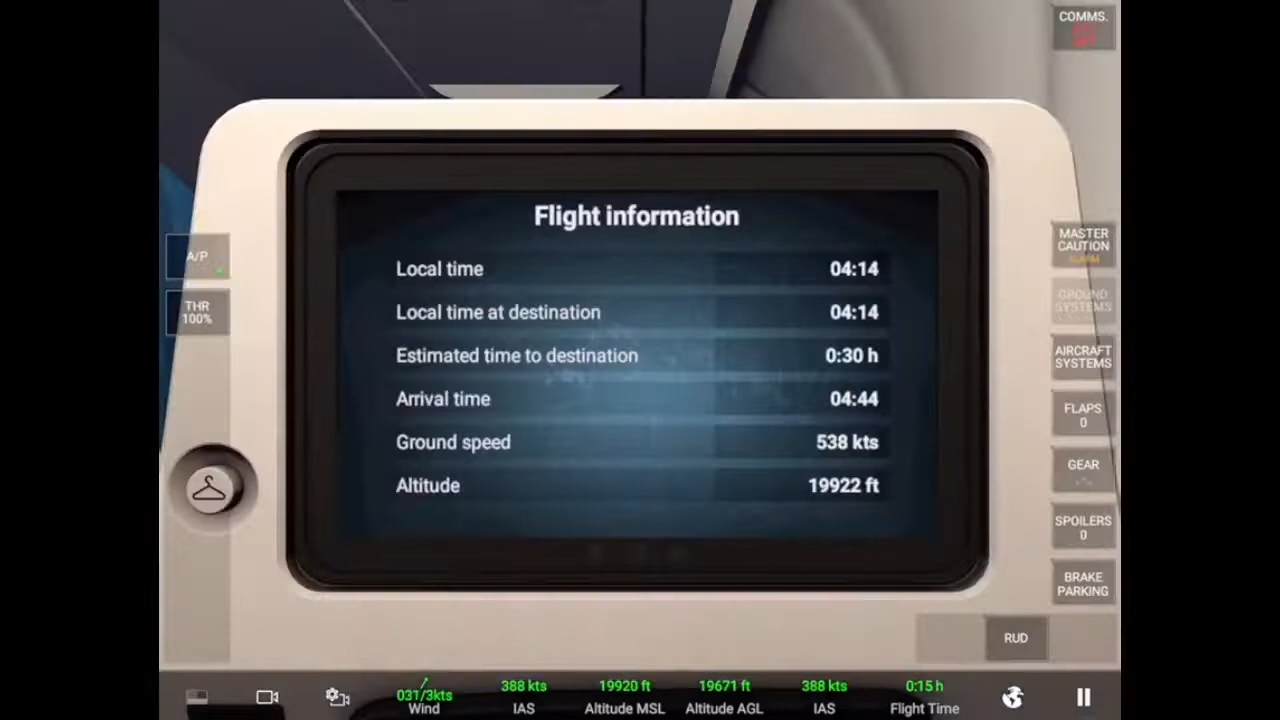 COMMS.
Flight information
Local time 04:14
Local time at destination 04:14
Estimated time to destination 0:30 h
Arrival time 04:44
Ground speed 538 kts
Altitude 19922 ft
A/P
THR
100%
MASTER
CAUTION
ALARM
GROUND
SYSTEMS
AIRCRAFT
SYSTEMS
FLAPS
0
GEAR
SPOILERS
0
BRAKE
PARKING
RUD
031/3kts 388 kts 19920 ft 19671 ft 388 kts 0:15 h
Wind IAS Altitude MSL Altitude AGL IAS Flight Time